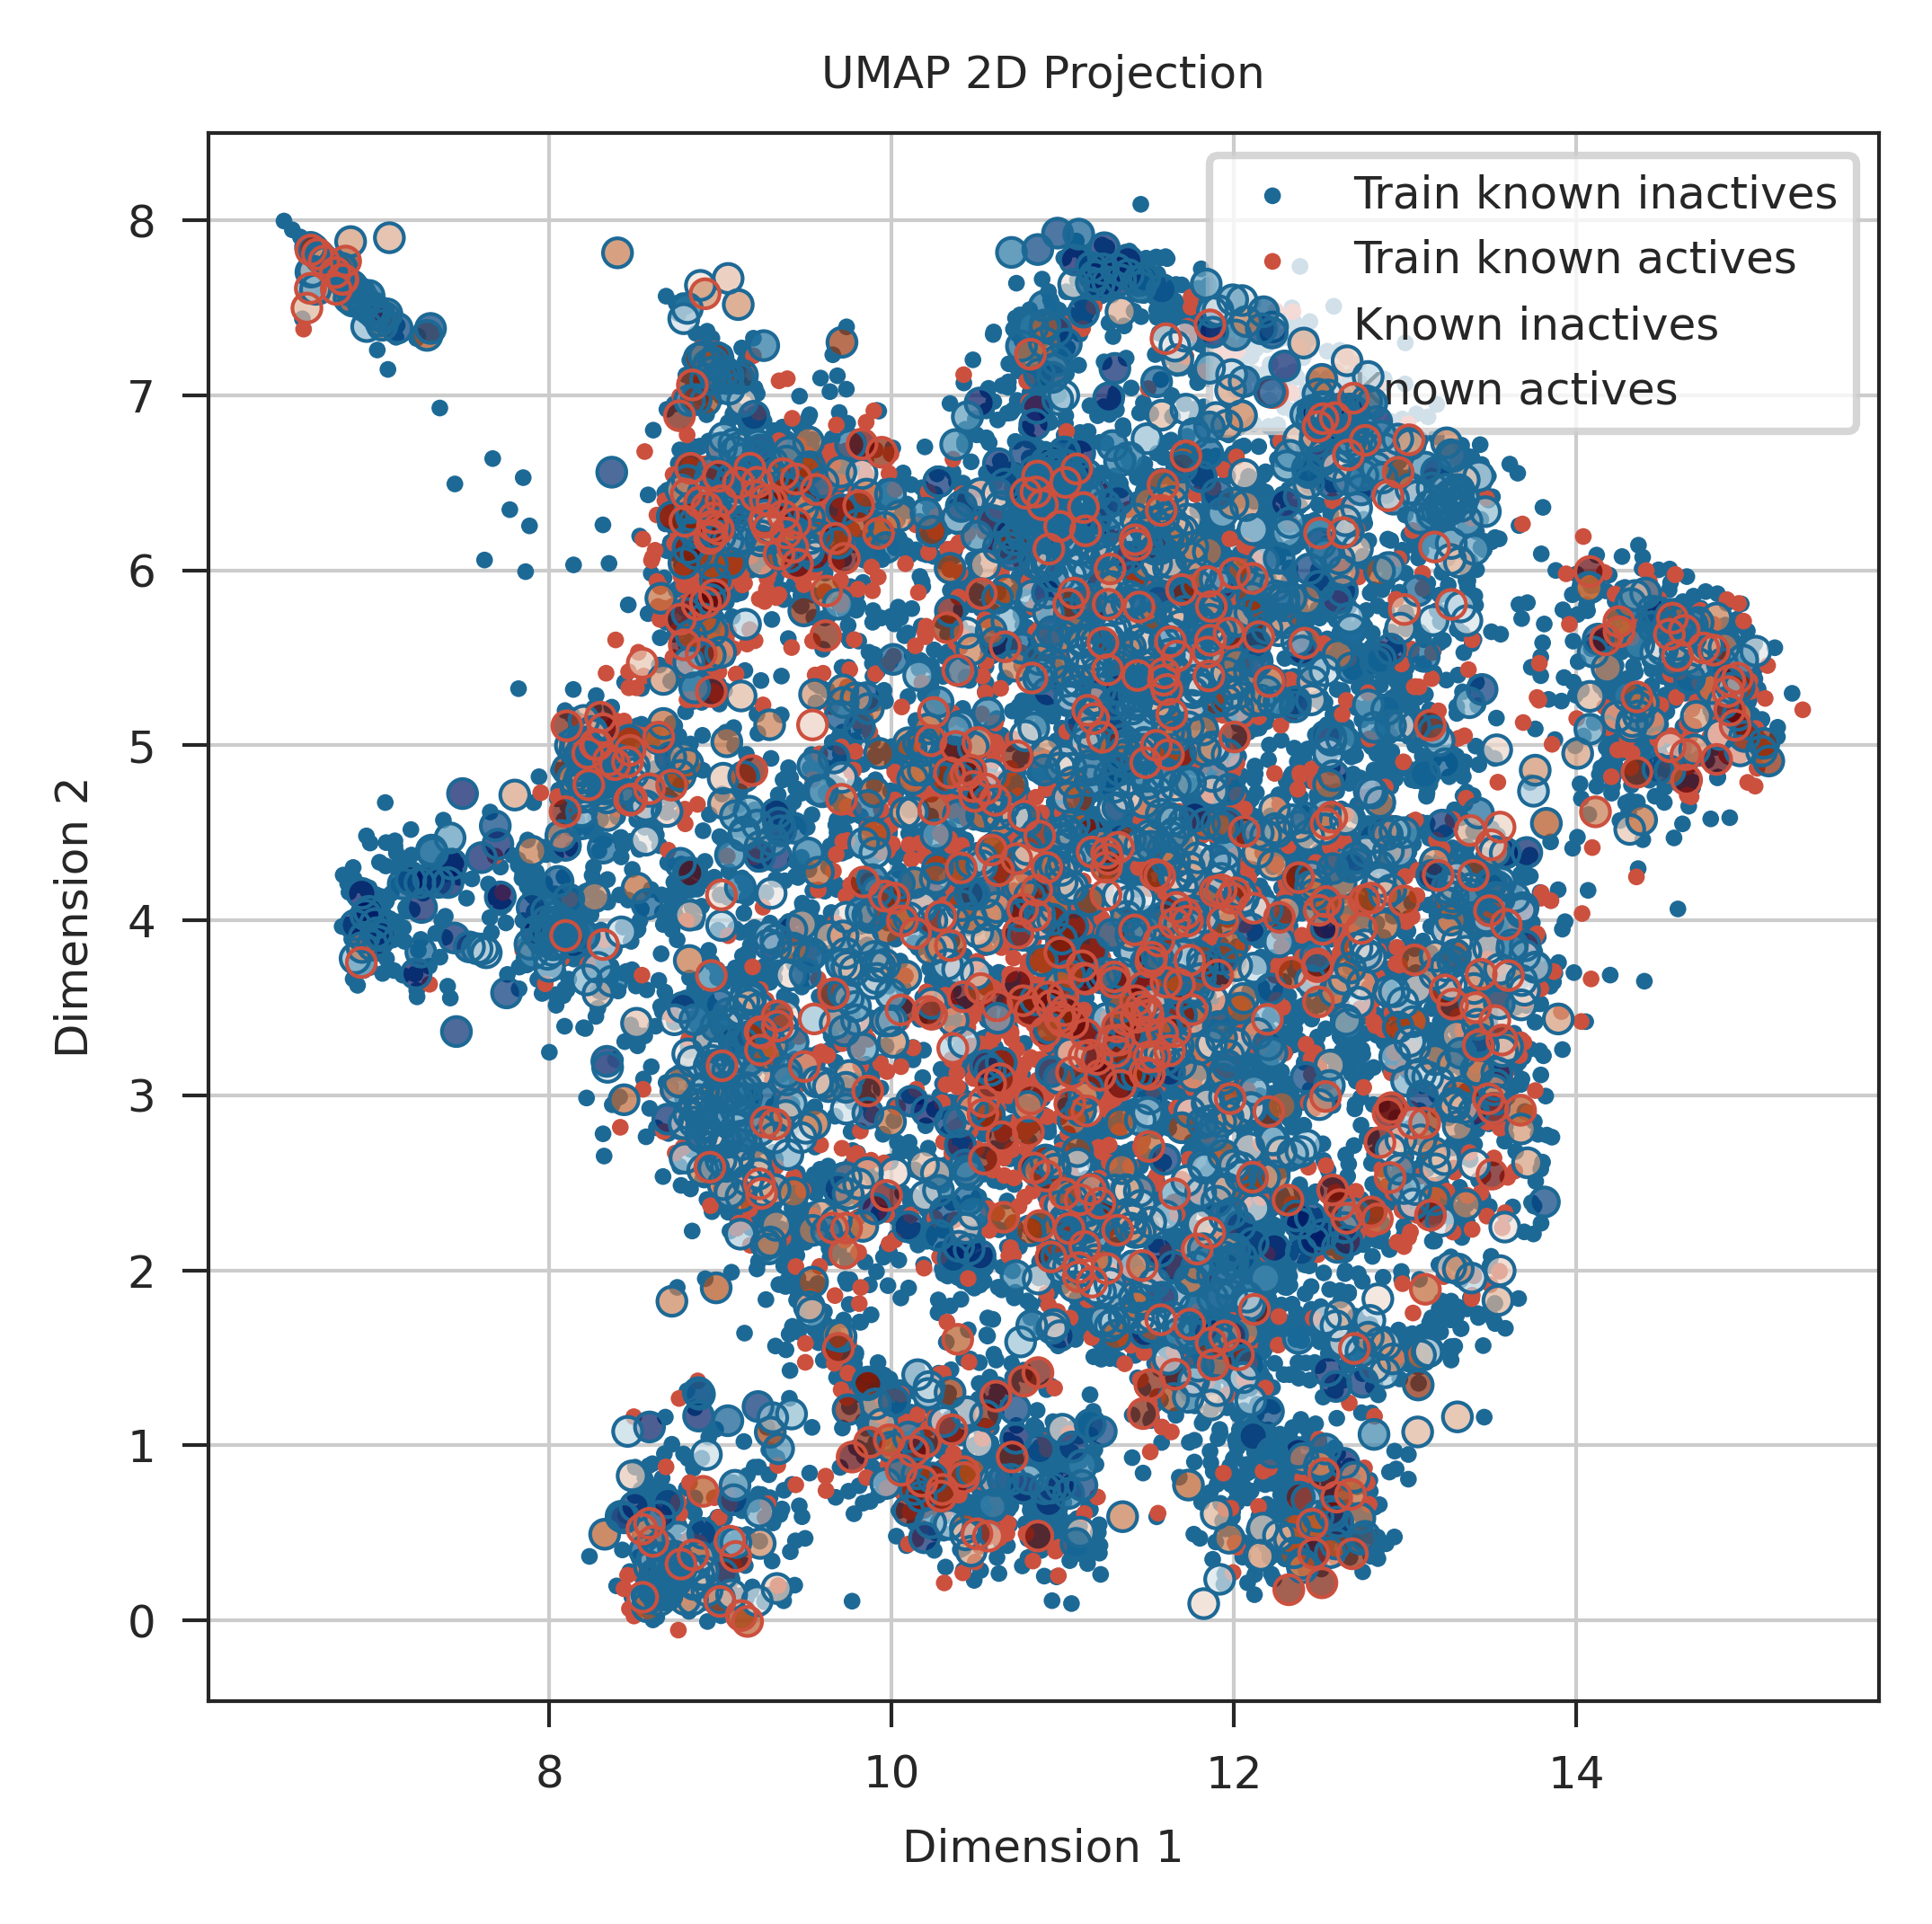 UMAP 2D Projection
Train known inactives
Train known actives
Known inactives
Known actives
8
7
6
5
4
3
2
1
0
Dimension 2
8 10 12 14
Dimension 1